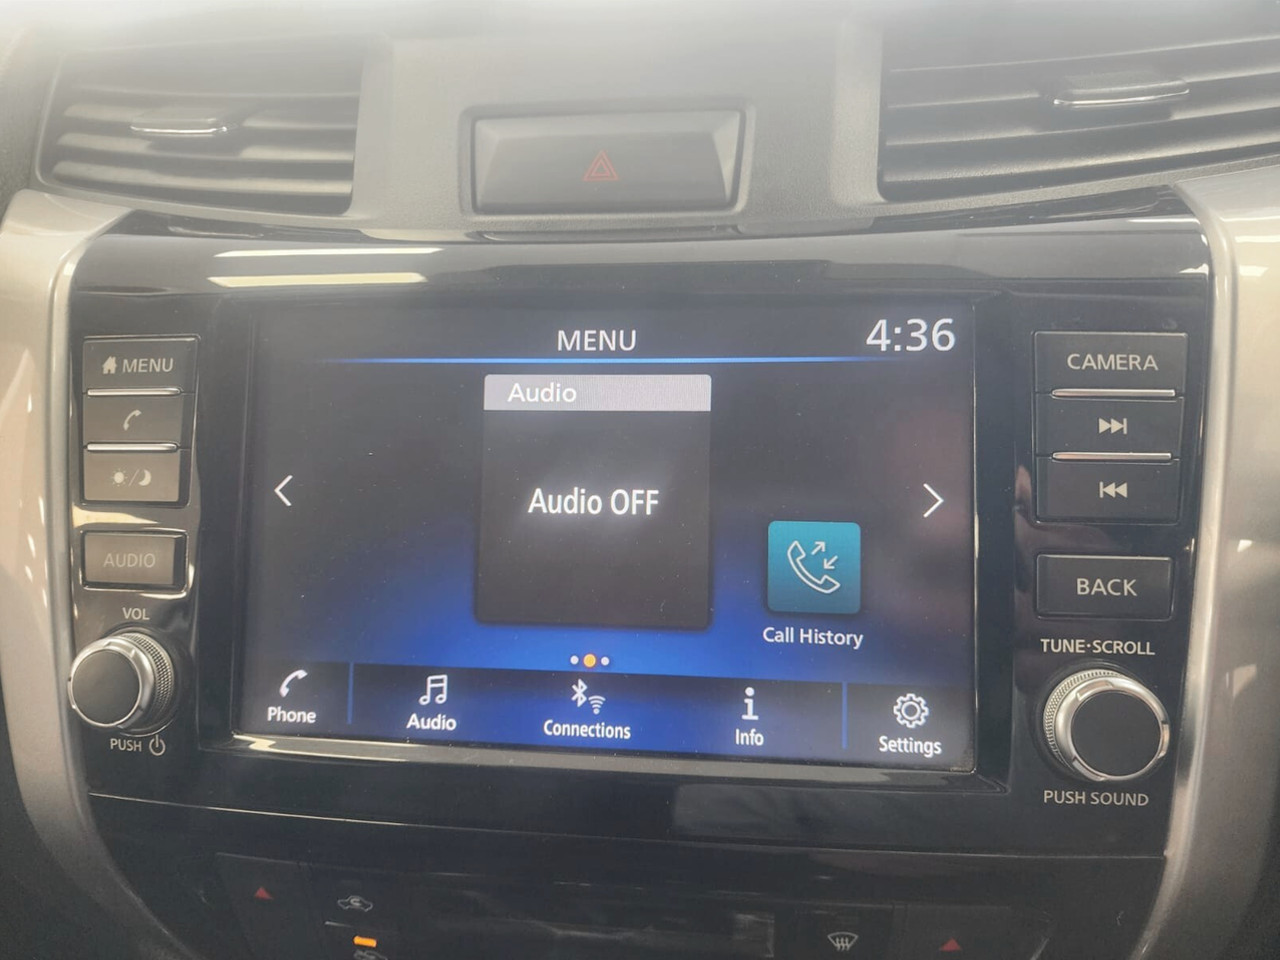 MENU
4:36
MENU
CAMERA
Audio
Audio OFF
AUDIO
BACK
VOL
Call History
TUNE·SCROLL
Phone
Audio
Connections
Info
Settings
PUSH
PUSH SOUND